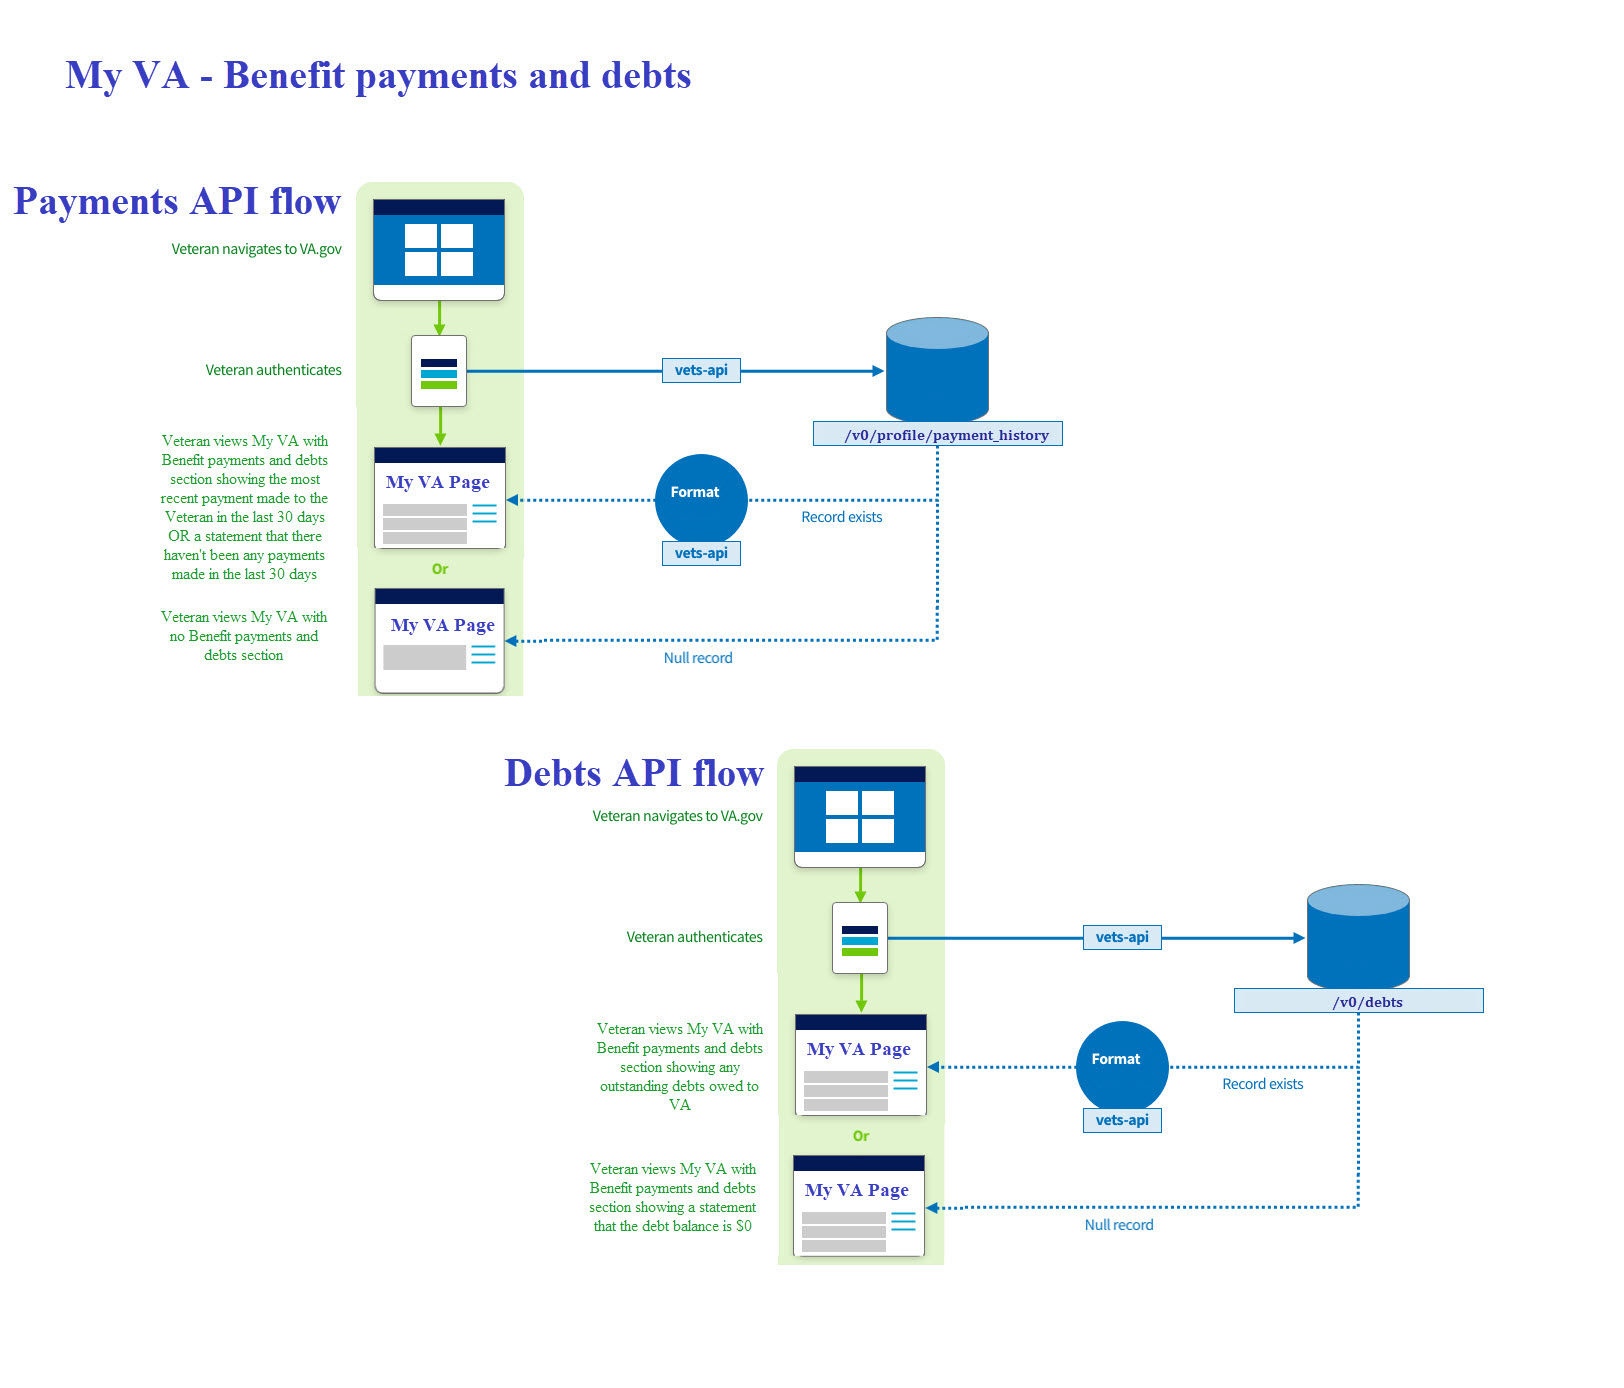 My VA - Benefit payments and debts
Payments API flow
Veteran navigates to VA.gov
Veteran authenticates
vets-api
/v0/profile/payment_history
Veteran views My VA with
Benefit payments and debts
section showing the most
recent payment made to the
Veteran in the last 30 days
OR a statement that there
haven't been any payments
made in the last 30 days
My VA Page
Format
vets-api
Record exists
Or
Veteran views My VA with
no Benefit payments and
debts section
My VA Page
Null record
Debts API flow
Veteran navigates to VA.gov
Veteran authenticates
vets-api
/v0/debts
Veteran views My VA with
Benefit payments and debts
section showing any
outstanding debts owed to
VA
My VA Page
Format
vets-api
Record exists
Or
Veteran views My VA with
Benefit payments and debts
section showing a statement
that the debt balance is $0
My VA Page
Null record